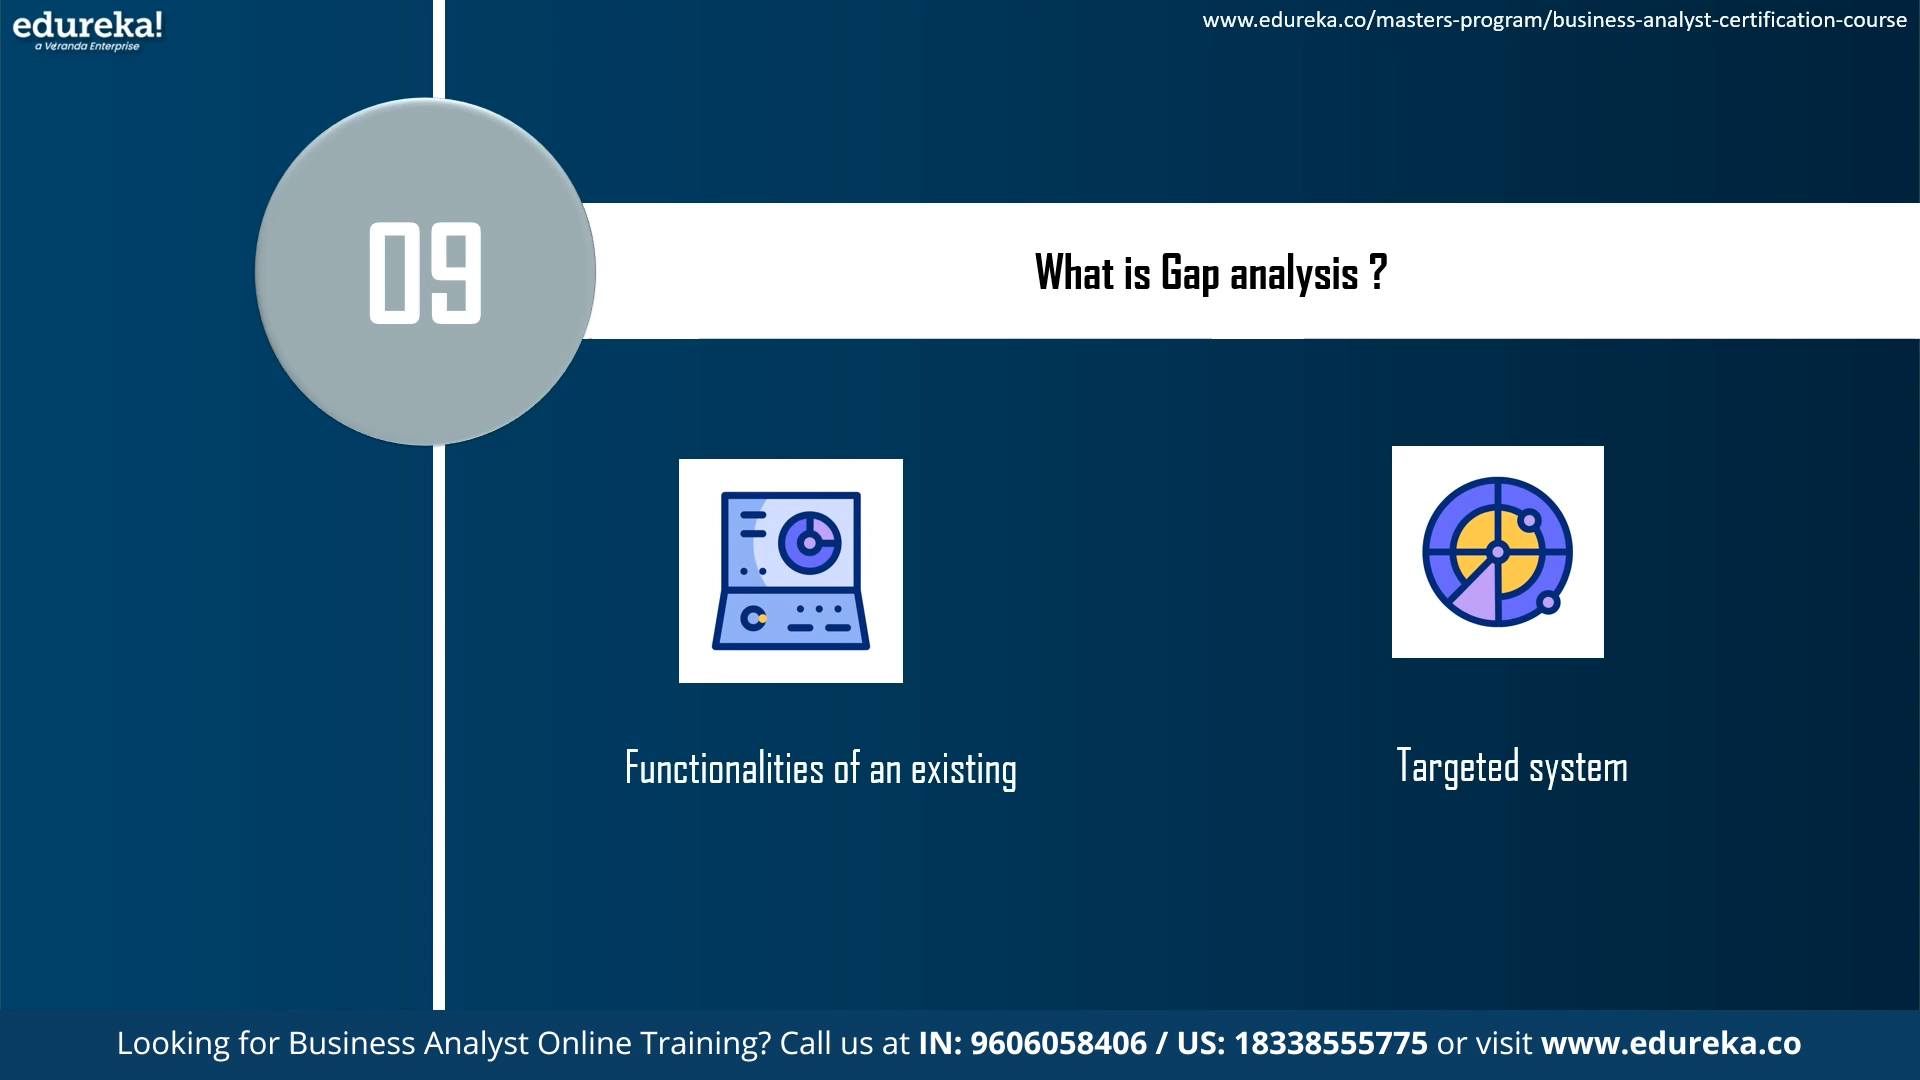 edureka!
a Veranda Enterprise
www.edureka.co/masters-program/business-analyst-certification-course
09
What is Gap analysis ?
Functionalities of an existing
Targeted system
Looking for Business Analyst Online Training? Call us at IN: 9606058406 / US: 18338555775 or visit www.edureka.co